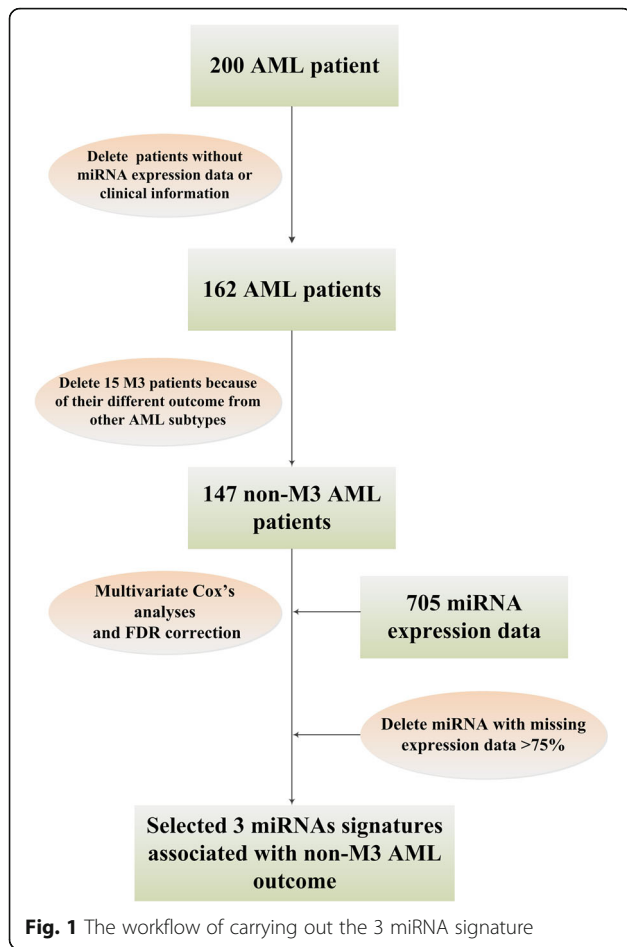 200 AML patient
Delete patients without
miRNA expression data or
clinical information
162 AML patients
Delete 15 M3 patients because
of their different outcome from
other AML subtypes
147 non-M3 AML
patients
Multivariate Cox's
analyses
and FDR correction
705 miRNA
expression data
Delete miRNA with missing
expression data >75%
Selected 3 miRNAs signatures
associated with non-M3 AML
outcome
Fig. 1 The workflow of carrying out the 3 miRNA signature